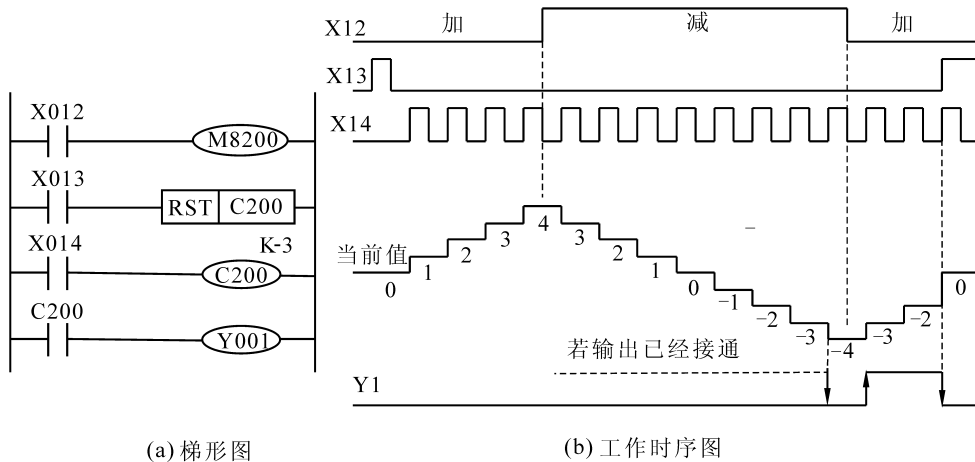 X012
M8200
X013
RST C200
X014
K-3
C200
C200
Y001
(a) 梯形图
X12
加
减
加
X13
X14
当前值
0
1
2
3
4
3
2
1
0
-1
-2
-3
-4
-3
-2
0
若输出已经接通
Y1
(b) 工作时序图